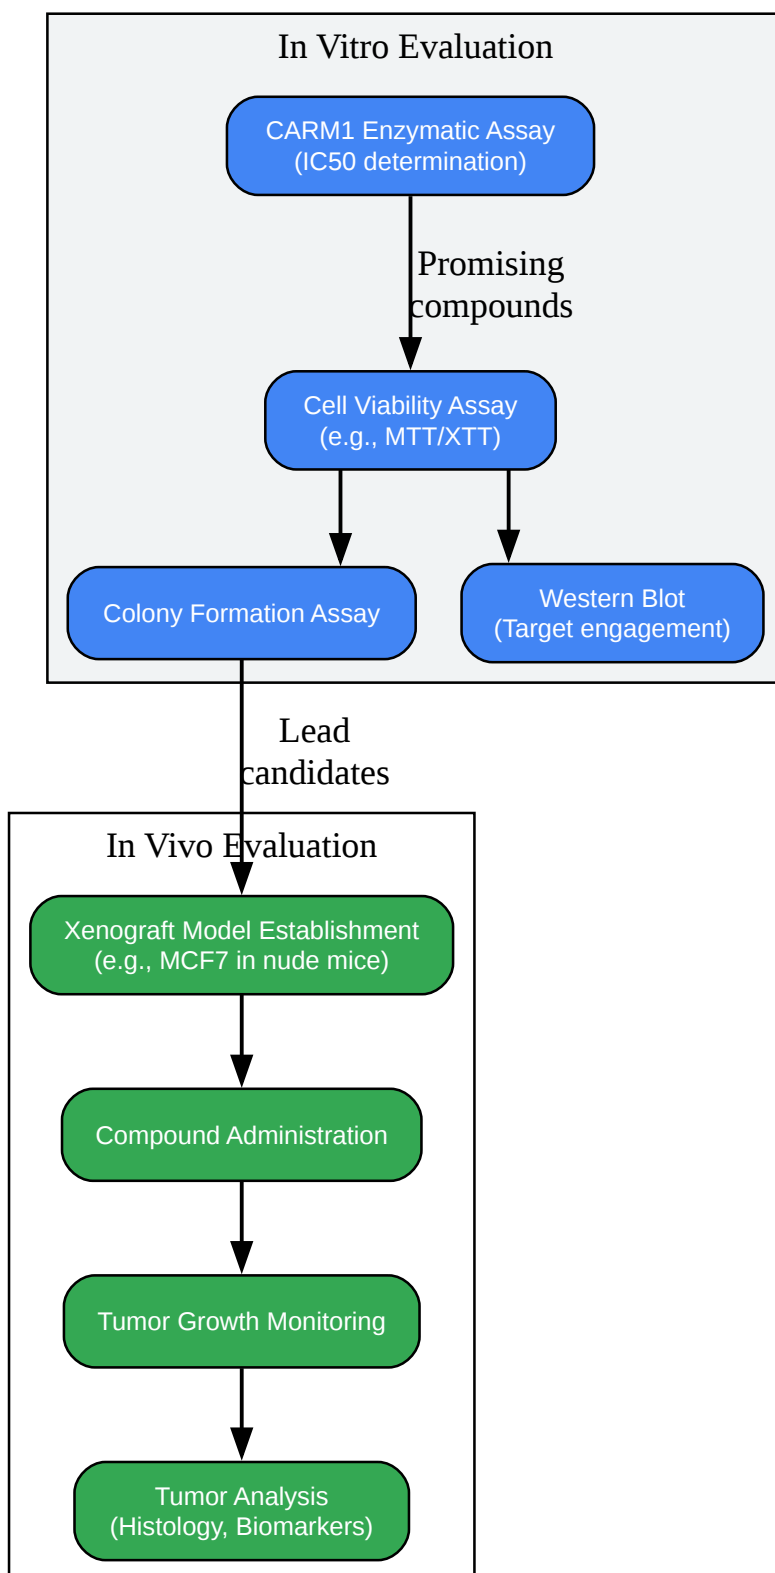 In Vitro Evaluation
CARM1 Enzymatic Assay
(IC50 determination)
Promising
compounds
Cell Viability Assay
(e.g., MTT/XTT)
Colony Formation Assay
Western Blot
(Target engagement)
Lead
candidates
In Vivo Evaluation
Xenograft Model Establishment
(e.g., MCF7 in nude mice)
Compound Administration
Tumor Growth Monitoring
Tumor Analysis
(Histology, Biomarkers)